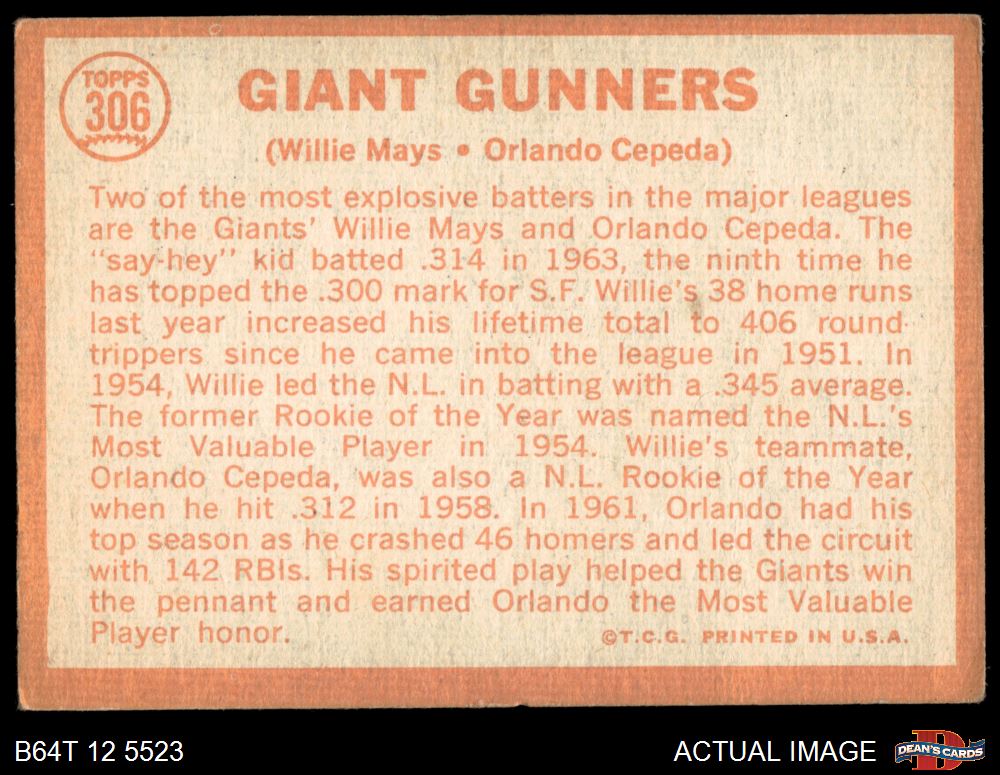 TOPPS
306
GIANT GUNNERS
(Willie Mays • Orlando Cepeda)
Two of the most explosive batters in the major leagues
are the Giants' Willie Mays and Orlando Cepeda. The
"say-hey" kid batted .314 in 1963, the ninth time he
has topped the .300 mark for S.F. Willie's 38 home runs
last year increased his lifetime total to 406 round-
trippers since he came into the league in 1951. In
1954, Willie led the N.L. in batting with a .345 average.
The former Rookie of the Year was named the N.L.'s
Most Valuable Player in 1954. Willie's teammate,
Orlando Cepeda, was also a N.L. Rookie of the Year
when he hit .312 in 1958. In 1961, Orlando had his
top season as he crashed 46 homers and led the circuit
with 142 RBIs. His spirited play helped the Giants win
the pennant and earned Orlando the Most Valuable
Player honor.
©T.C.G. PRINTED IN U.S.A.
B64T 12 5523
ACTUAL IMAGE
DEAN'S CARDS